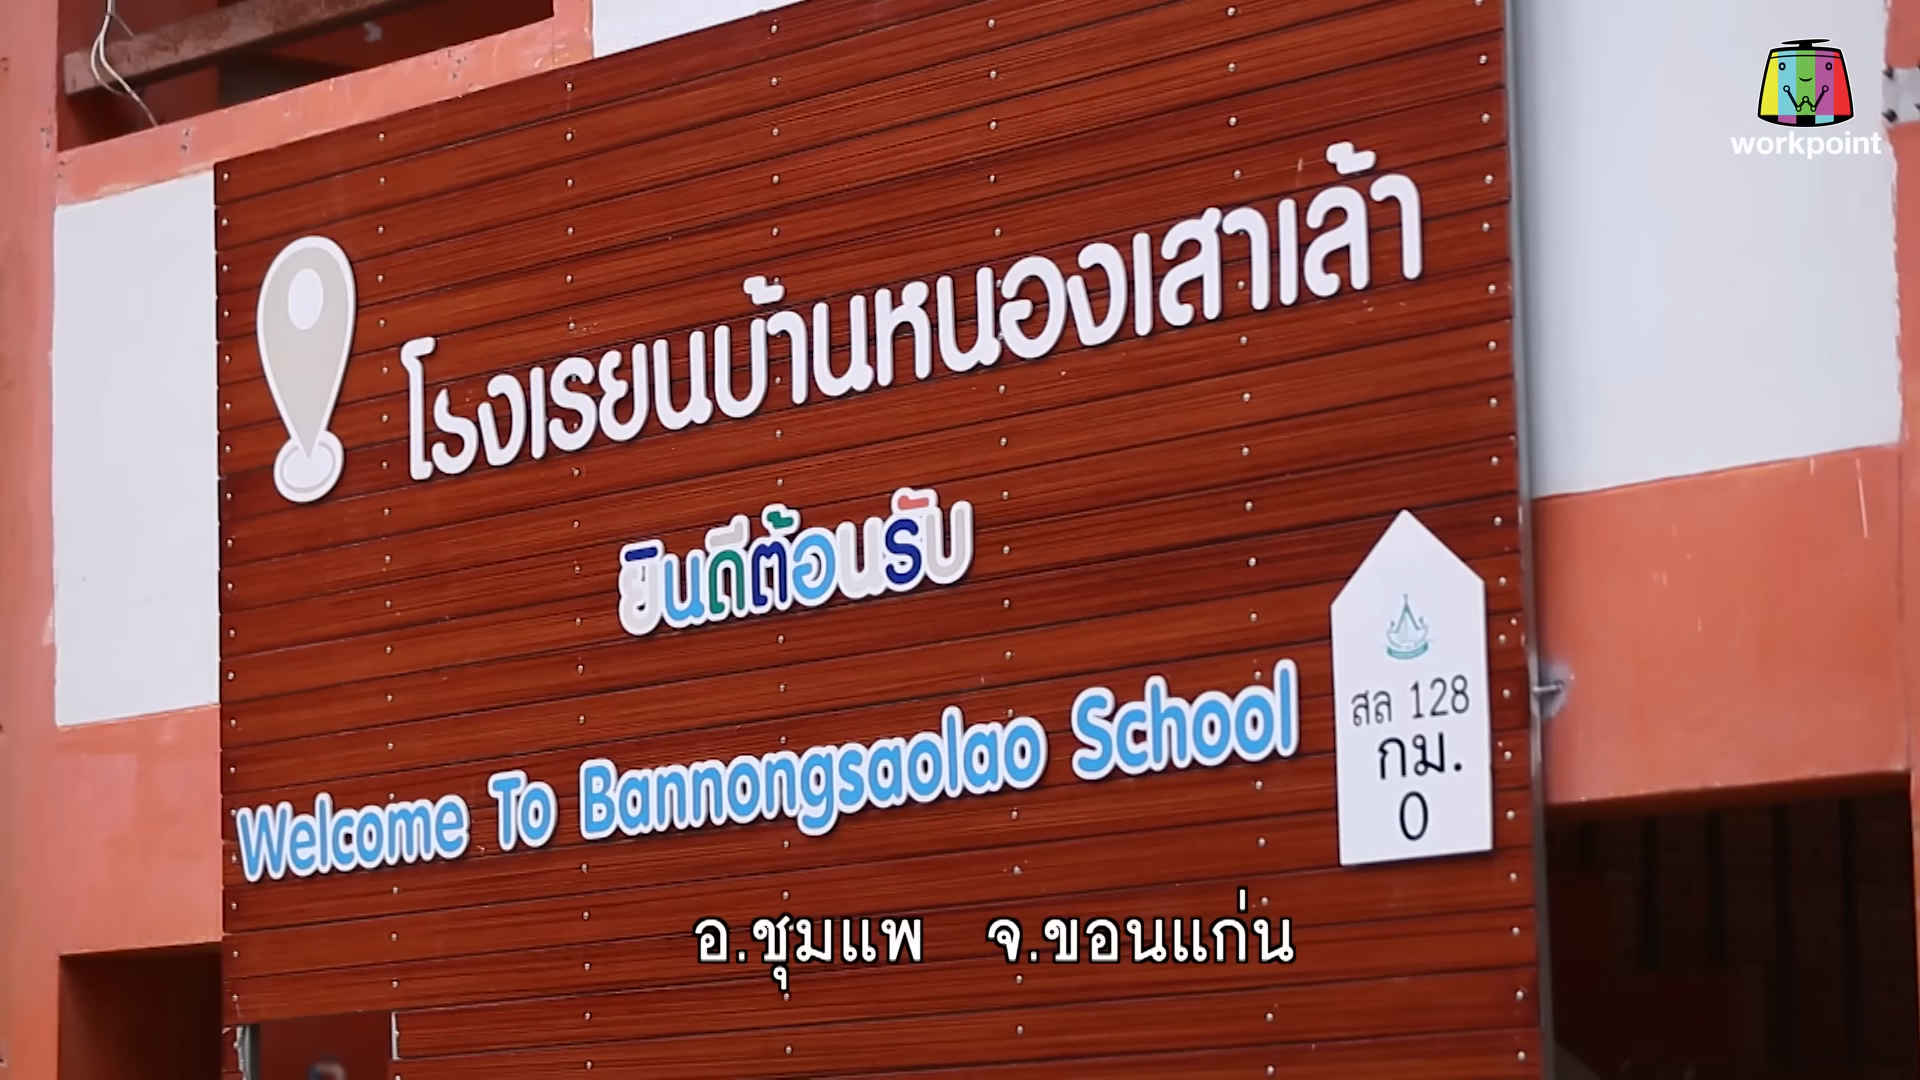 workpoint
โรงเรียนบ้านหนองเสาเล้า
ยินดีต้อนรับ
Welcome To Bannongsaolao School
สล 128
กม.
0
อ.ชุมแพ จ.ขอนแก่น